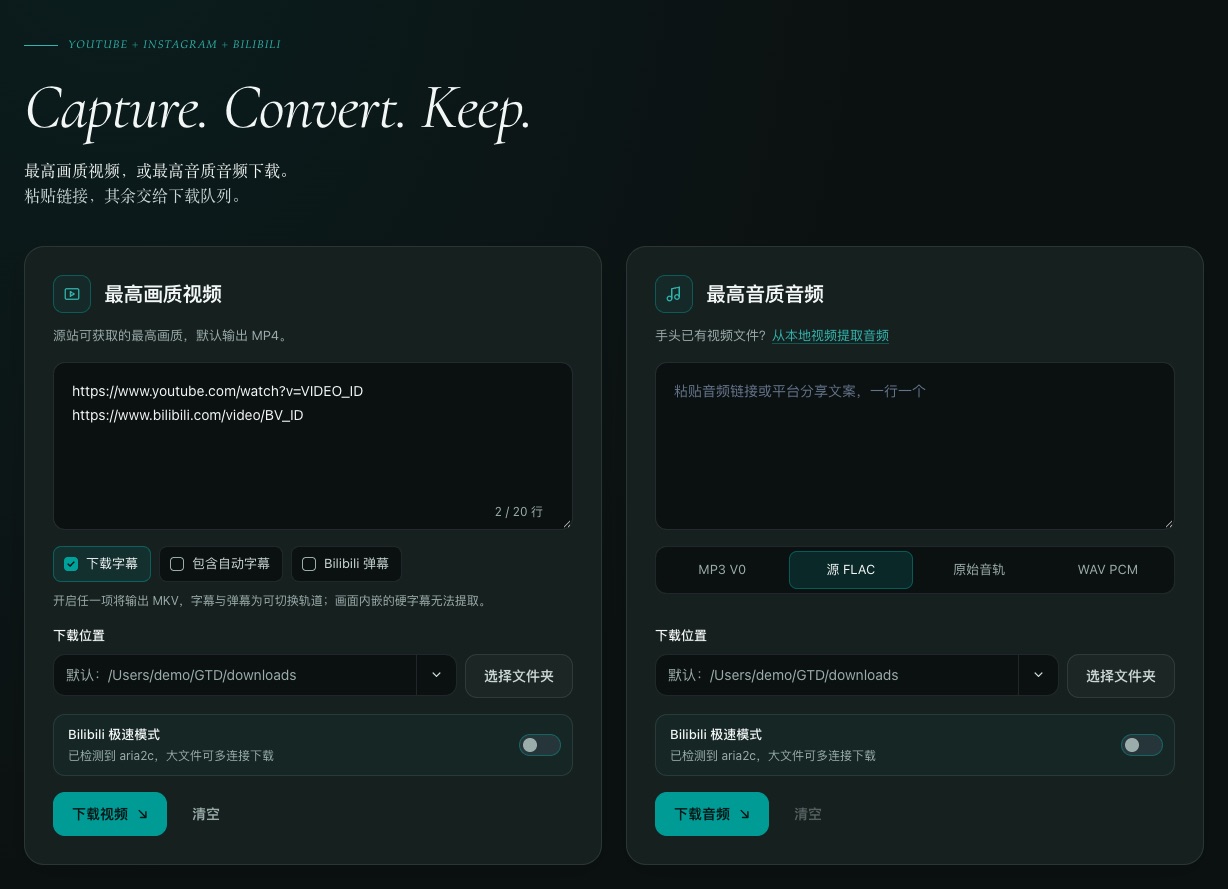 YOUTUBE + INSTAGRAM + BILIBILI
Capture. Convert. Keep.
最高画质视频，或最高音质音频下载。
粘贴链接，其余交给下载队列。
最高画质视频
源站可获取的最高画质，默认输出 MP4。
https://www.youtube.com/watch?v=VIDEO_ID
https://www.bilibili.com/video/BV_ID
2 / 20 行
下载字幕
包含自动字幕
Bilibili 弹幕
开启任一项将输出 MKV，字幕与弹幕为可切换轨道；画面内嵌的硬字幕无法提取。
下载位置
默认：/Users/demo/GTD/downloads
选择文件夹
Bilibili 极速模式
已检测到 aria2c，大文件可多连接下载
下载视频
清空
最高音质音频
手头已有视频文件？ 从本地视频提取音频
粘贴音频链接或平台分享文案，一行一个
MP3 V0
源 FLAC
原始音轨
WAV PCM
下载位置
默认：/Users/demo/GTD/downloads
选择文件夹
Bilibili 极速模式
已检测到 aria2c，大文件可多连接下载
下载音频
清空